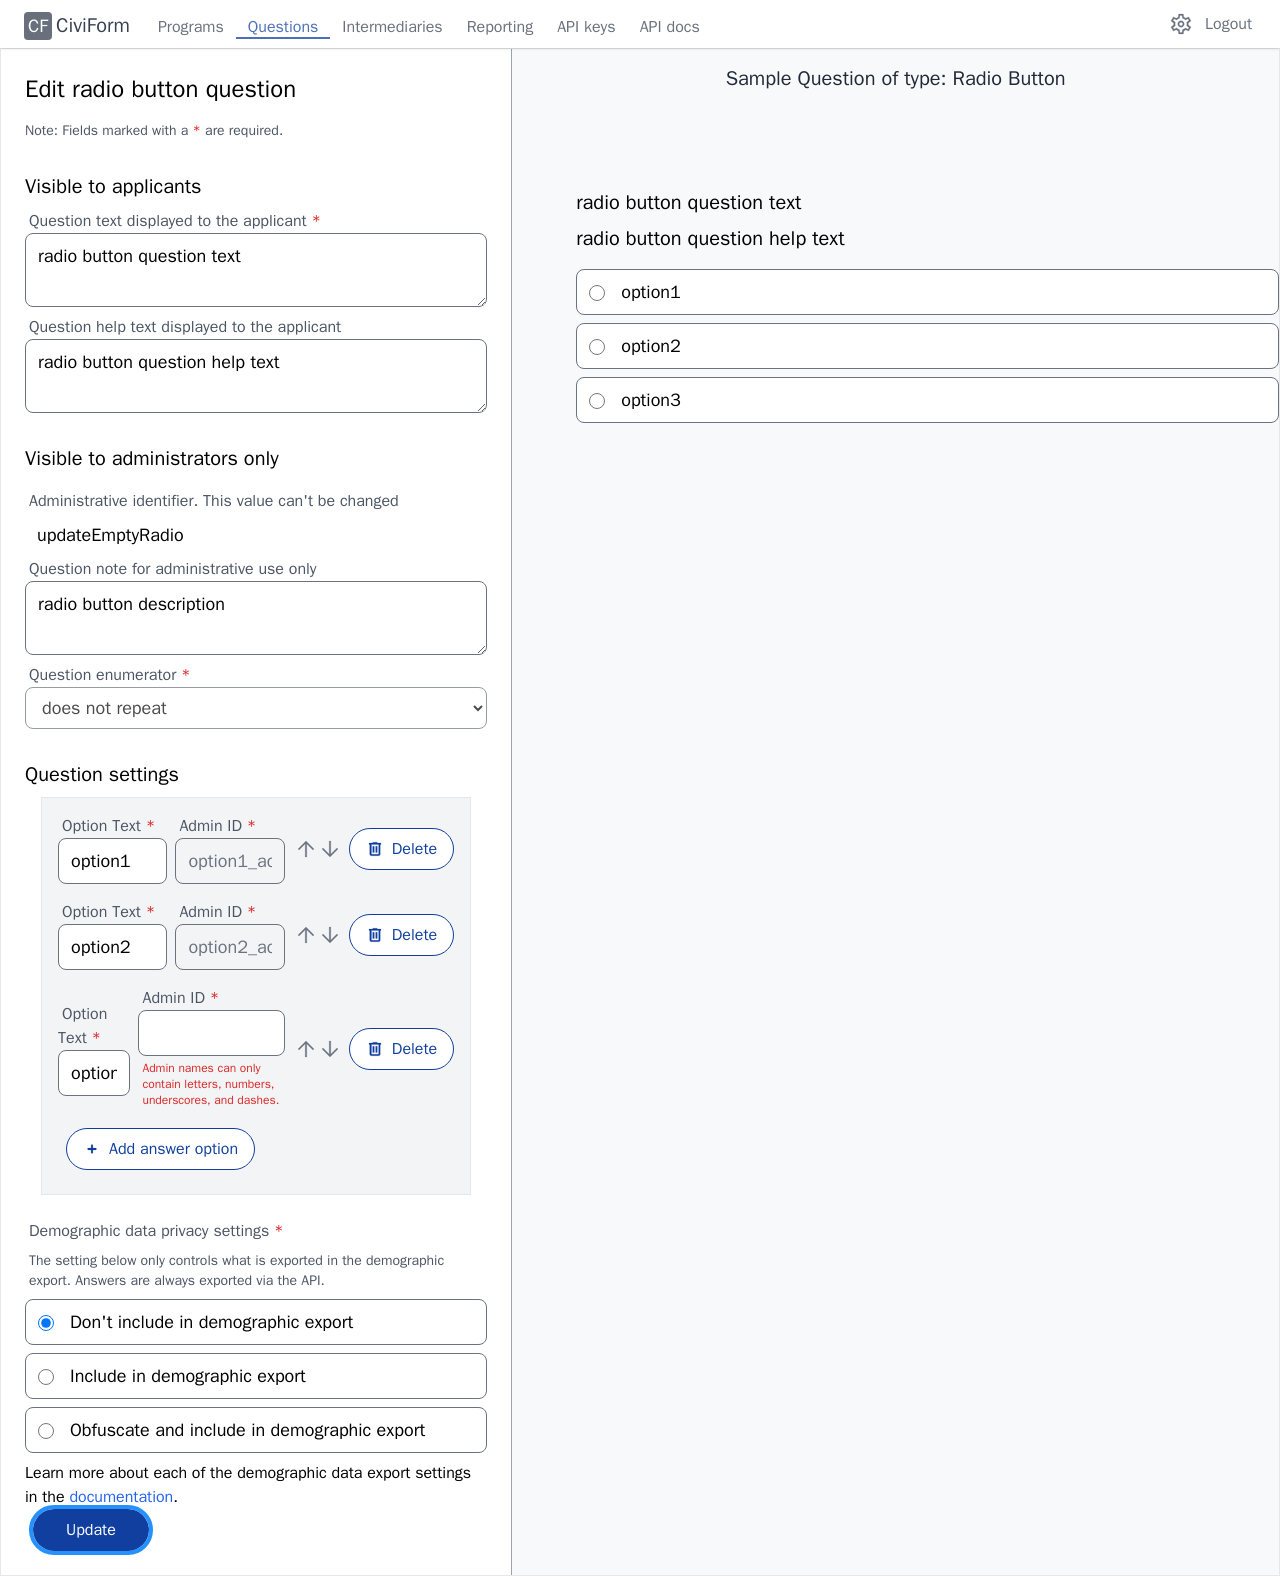 CF CiviForm Programs Questions Intermediaries Reporting API keys API docs Logout
Edit radio button question
Note: Fields marked with a * are required.
Visible to applicants
Question text displayed to the applicant *
radio button question text
Question help text displayed to the applicant
radio button question help text
Visible to administrators only
Administrative identifier. This value can't be changed
updateEmptyRadio
Question note for administrative use only
radio button description
Question enumerator *
does not repeat
Question settings
Option Text * Admin ID *
option1 option1_ad Delete
Option Text * Admin ID *
option2 option2_ad Delete
Admin ID *
Option
Text *
option Delete
Admin names can only
contain letters, numbers,
underscores, and dashes.
+ Add answer option
Demographic data privacy settings *
The setting below only controls what is exported in the demographic
export. Answers are always exported via the API.
Don't include in demographic export
Include in demographic export
Obfuscate and include in demographic export
Learn more about each of the demographic data export settings
in the documentation.
Update
Sample Question of type: Radio Button
radio button question text
radio button question help text
option1
option2
option3